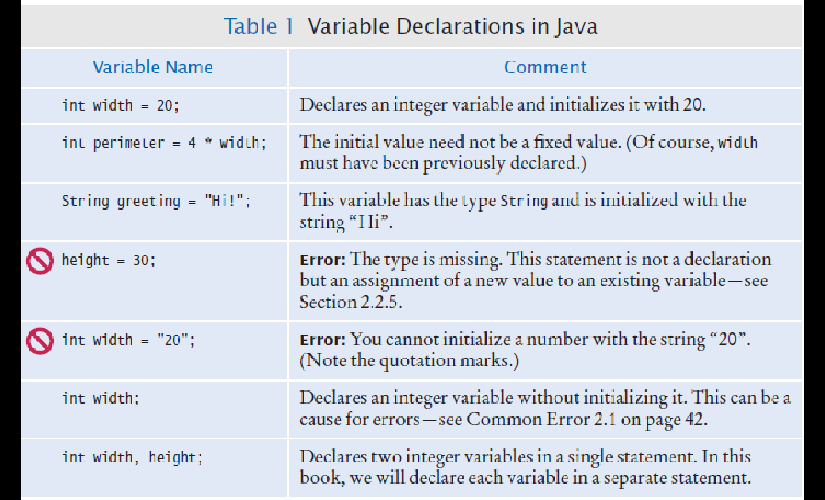 Table 1 Variable Declarations in Java
Variable Name Comment
int width = 20; Declares an integer variable and initializes it with 20.
int perimeter = 4 * width; The initial value need not be a fixed value. (Of course, width
must have been previously declared.)
String greeting = "Hi!"; This variable has the type String and is initialized with the
string “Hi”.
height = 30; Error: The type is missing. This statement is not a declaration
but an assignment of a new value to an existing variable—see
Section 2.2.5.
int width = "20"; Error: You cannot initialize a number with the string “20”.
(Note the quotation marks.)
int width; Declares an integer variable without initializing it. This can be a
cause for errors—see Common Error 2.1 on page 42.
int width, height; Declares two integer variables in a single statement. In this
book, we will declare each variable in a separate statement.